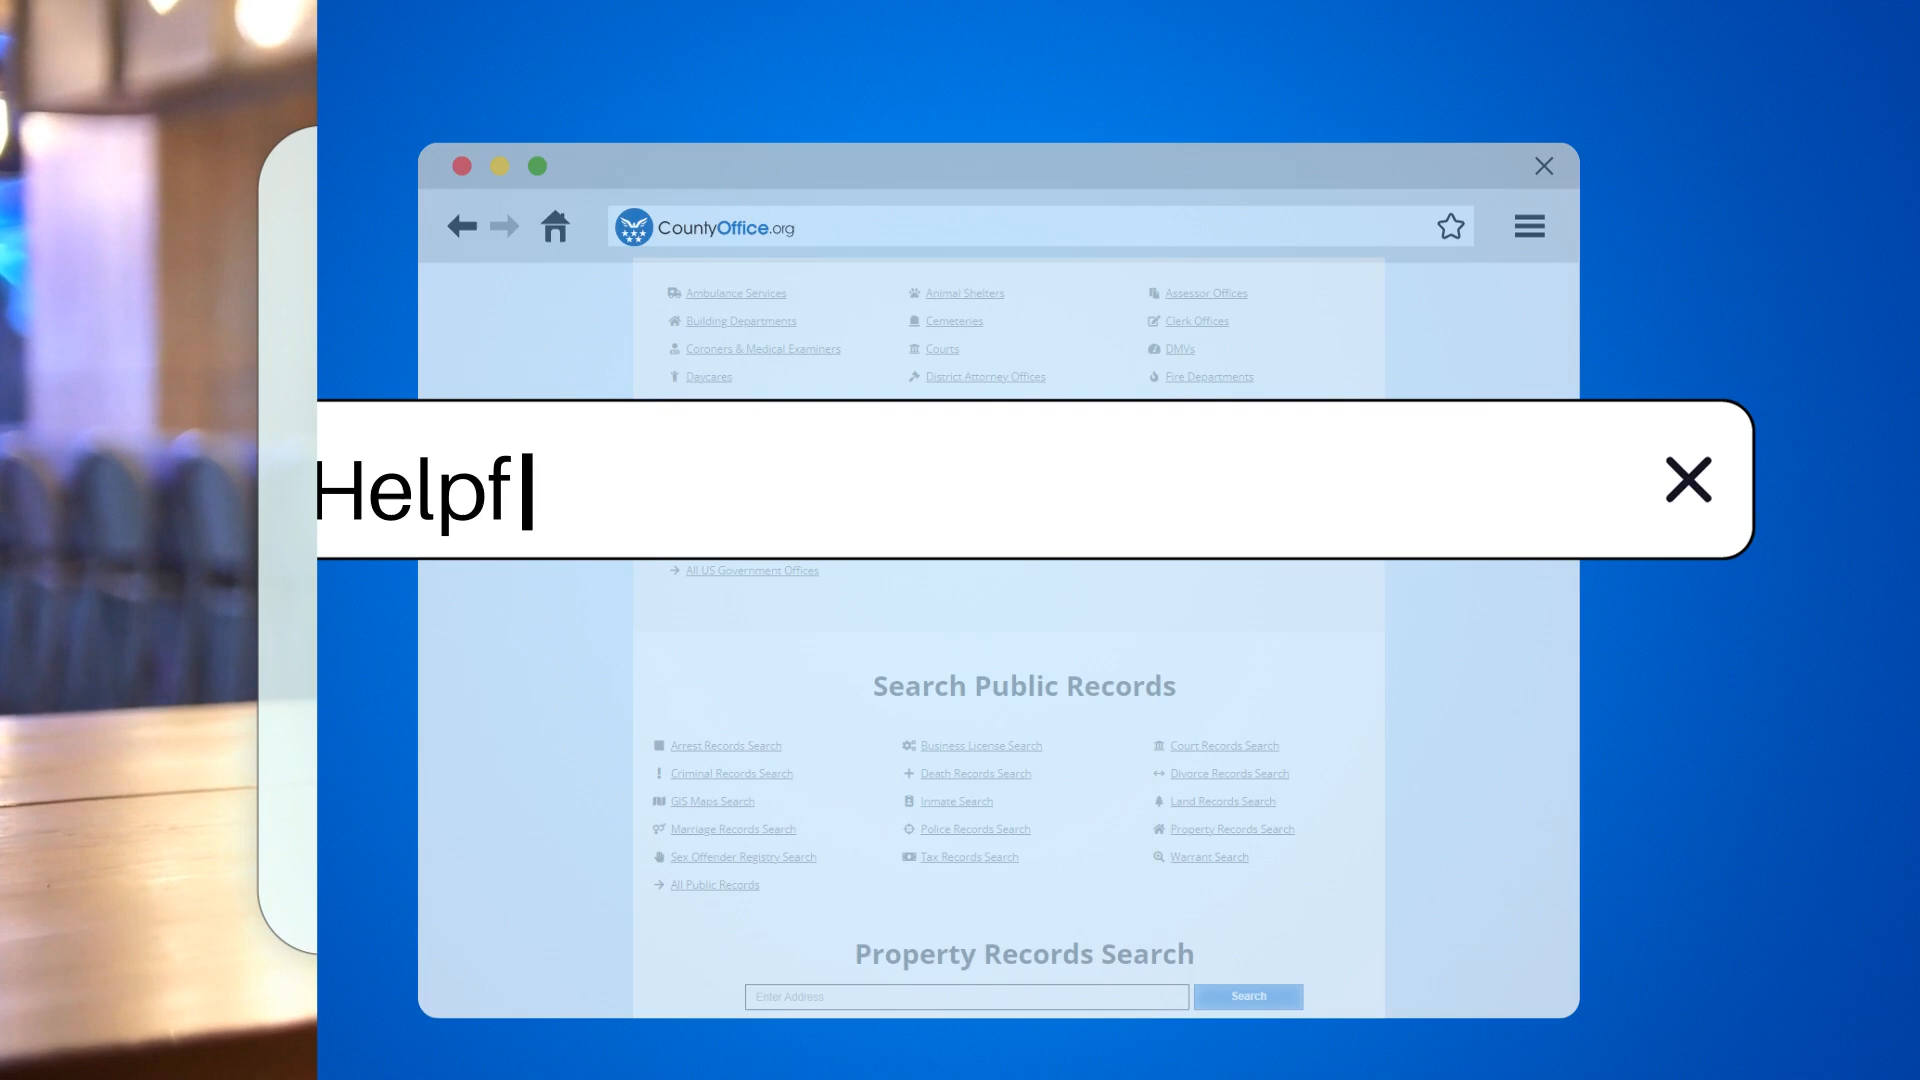 CountyOffice.org
Ambulance Services Animal Shelters Assessor Offices
Building Departments Cemeteries Clerk Offices
Coroners & Medical Examiners Courts DMVs
Daycares District Attorney Offices Fire Departments
Helpf
All US Government Offices
Search Public Records
Arrest Records Search Business License Search Court Records Search
Criminal Records Search Death Records Search Divorce Records Search
GIS Maps Search Inmate Search Land Records Search
Marriage Records Search Police Records Search Property Records Search
Sex Offender Registry Search Tax Records Search Warrant Search
All Public Records
Property Records Search
Enter Address Search